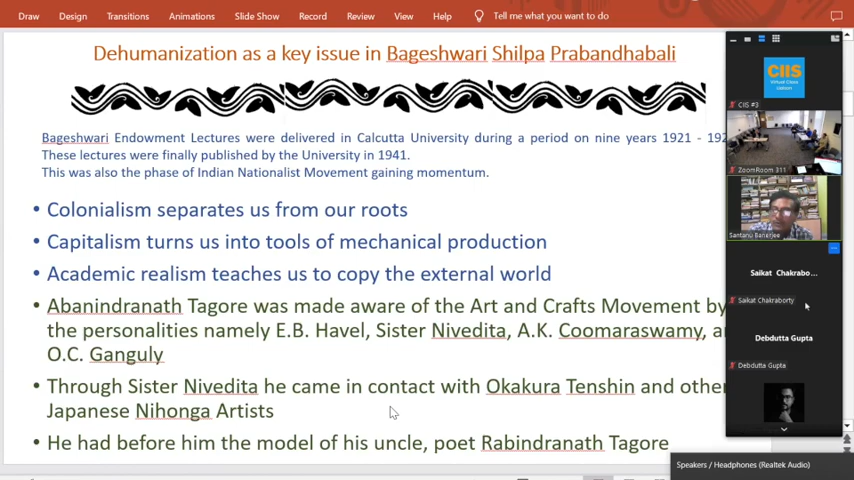 Draw Design Transitions Animations Slide Show Record Review View Help Tell me what you want to do
Dehumanization as a key issue in Bageshwari Shilpa Prabandhabali
Bageshwari Endowment Lectures were delivered in Calcutta University during a period on nine years 1921 - 192
These lectures were finally published by the University in 1941.
This was also the phase of Indian Nationalist Movement gaining momentum.
• Colonialism separates us from our roots
• Capitalism turns us into tools of mechanical production
• Academic realism teaches us to copy the external world
• Abanindranath Tagore was made aware of the Art and Crafts Movement by
the personalities namely E.B. Havel, Sister Nivedita, A.K. Coomaraswamy, an
O.C. Ganguly
• Through Sister Nivedita he came in contact with Okakura Tenshin and other
Japanese Nihonga Artists
• He had before him the model of his uncle, poet Rabindranath Tagore
CIIS
Virtual Class
Liaison
CIIS #3
ZoomRoom 311
Santanu Banerjee
Saikat Chakrabo...
Saikat Chakraborty
Debdutta Gupta
Debdutta Gupta
Speakers / Headphones (Realtek Audio)